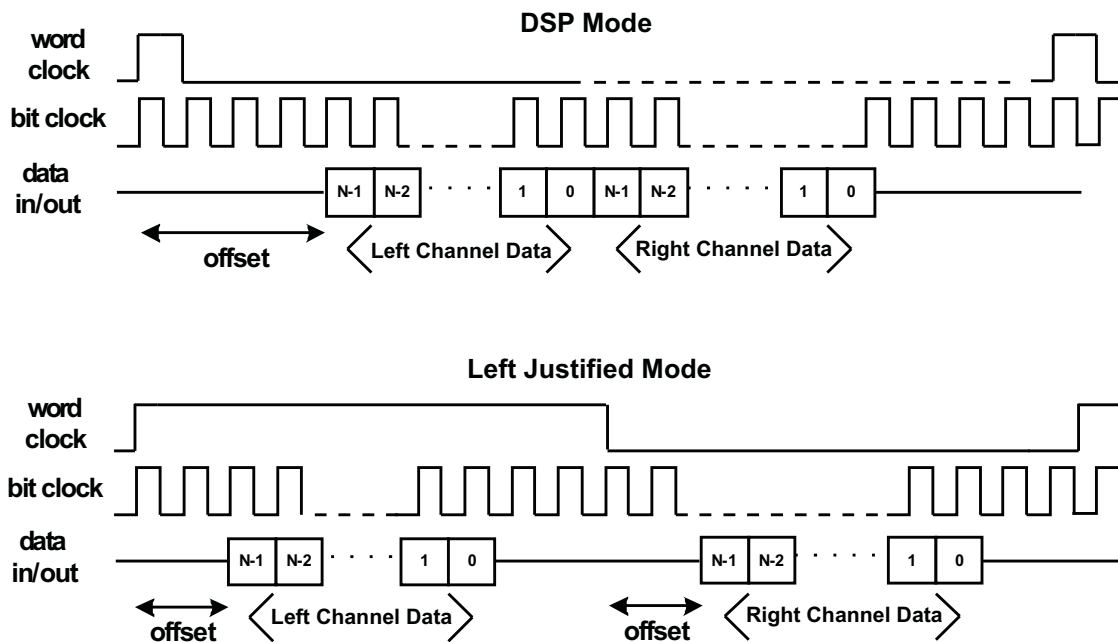 DSP Mode
word
clock
bit clock
data
in/out
N-1 N-2 1 0 N-1 N-2 1 0
offset
Left Channel Data
Right Channel Data
Left Justified Mode
word
clock
bit clock
data
in/out
N-1 N-2 1 0 N-1 N-2 1 0
offset
Left Channel Data
offset
Right Channel Data